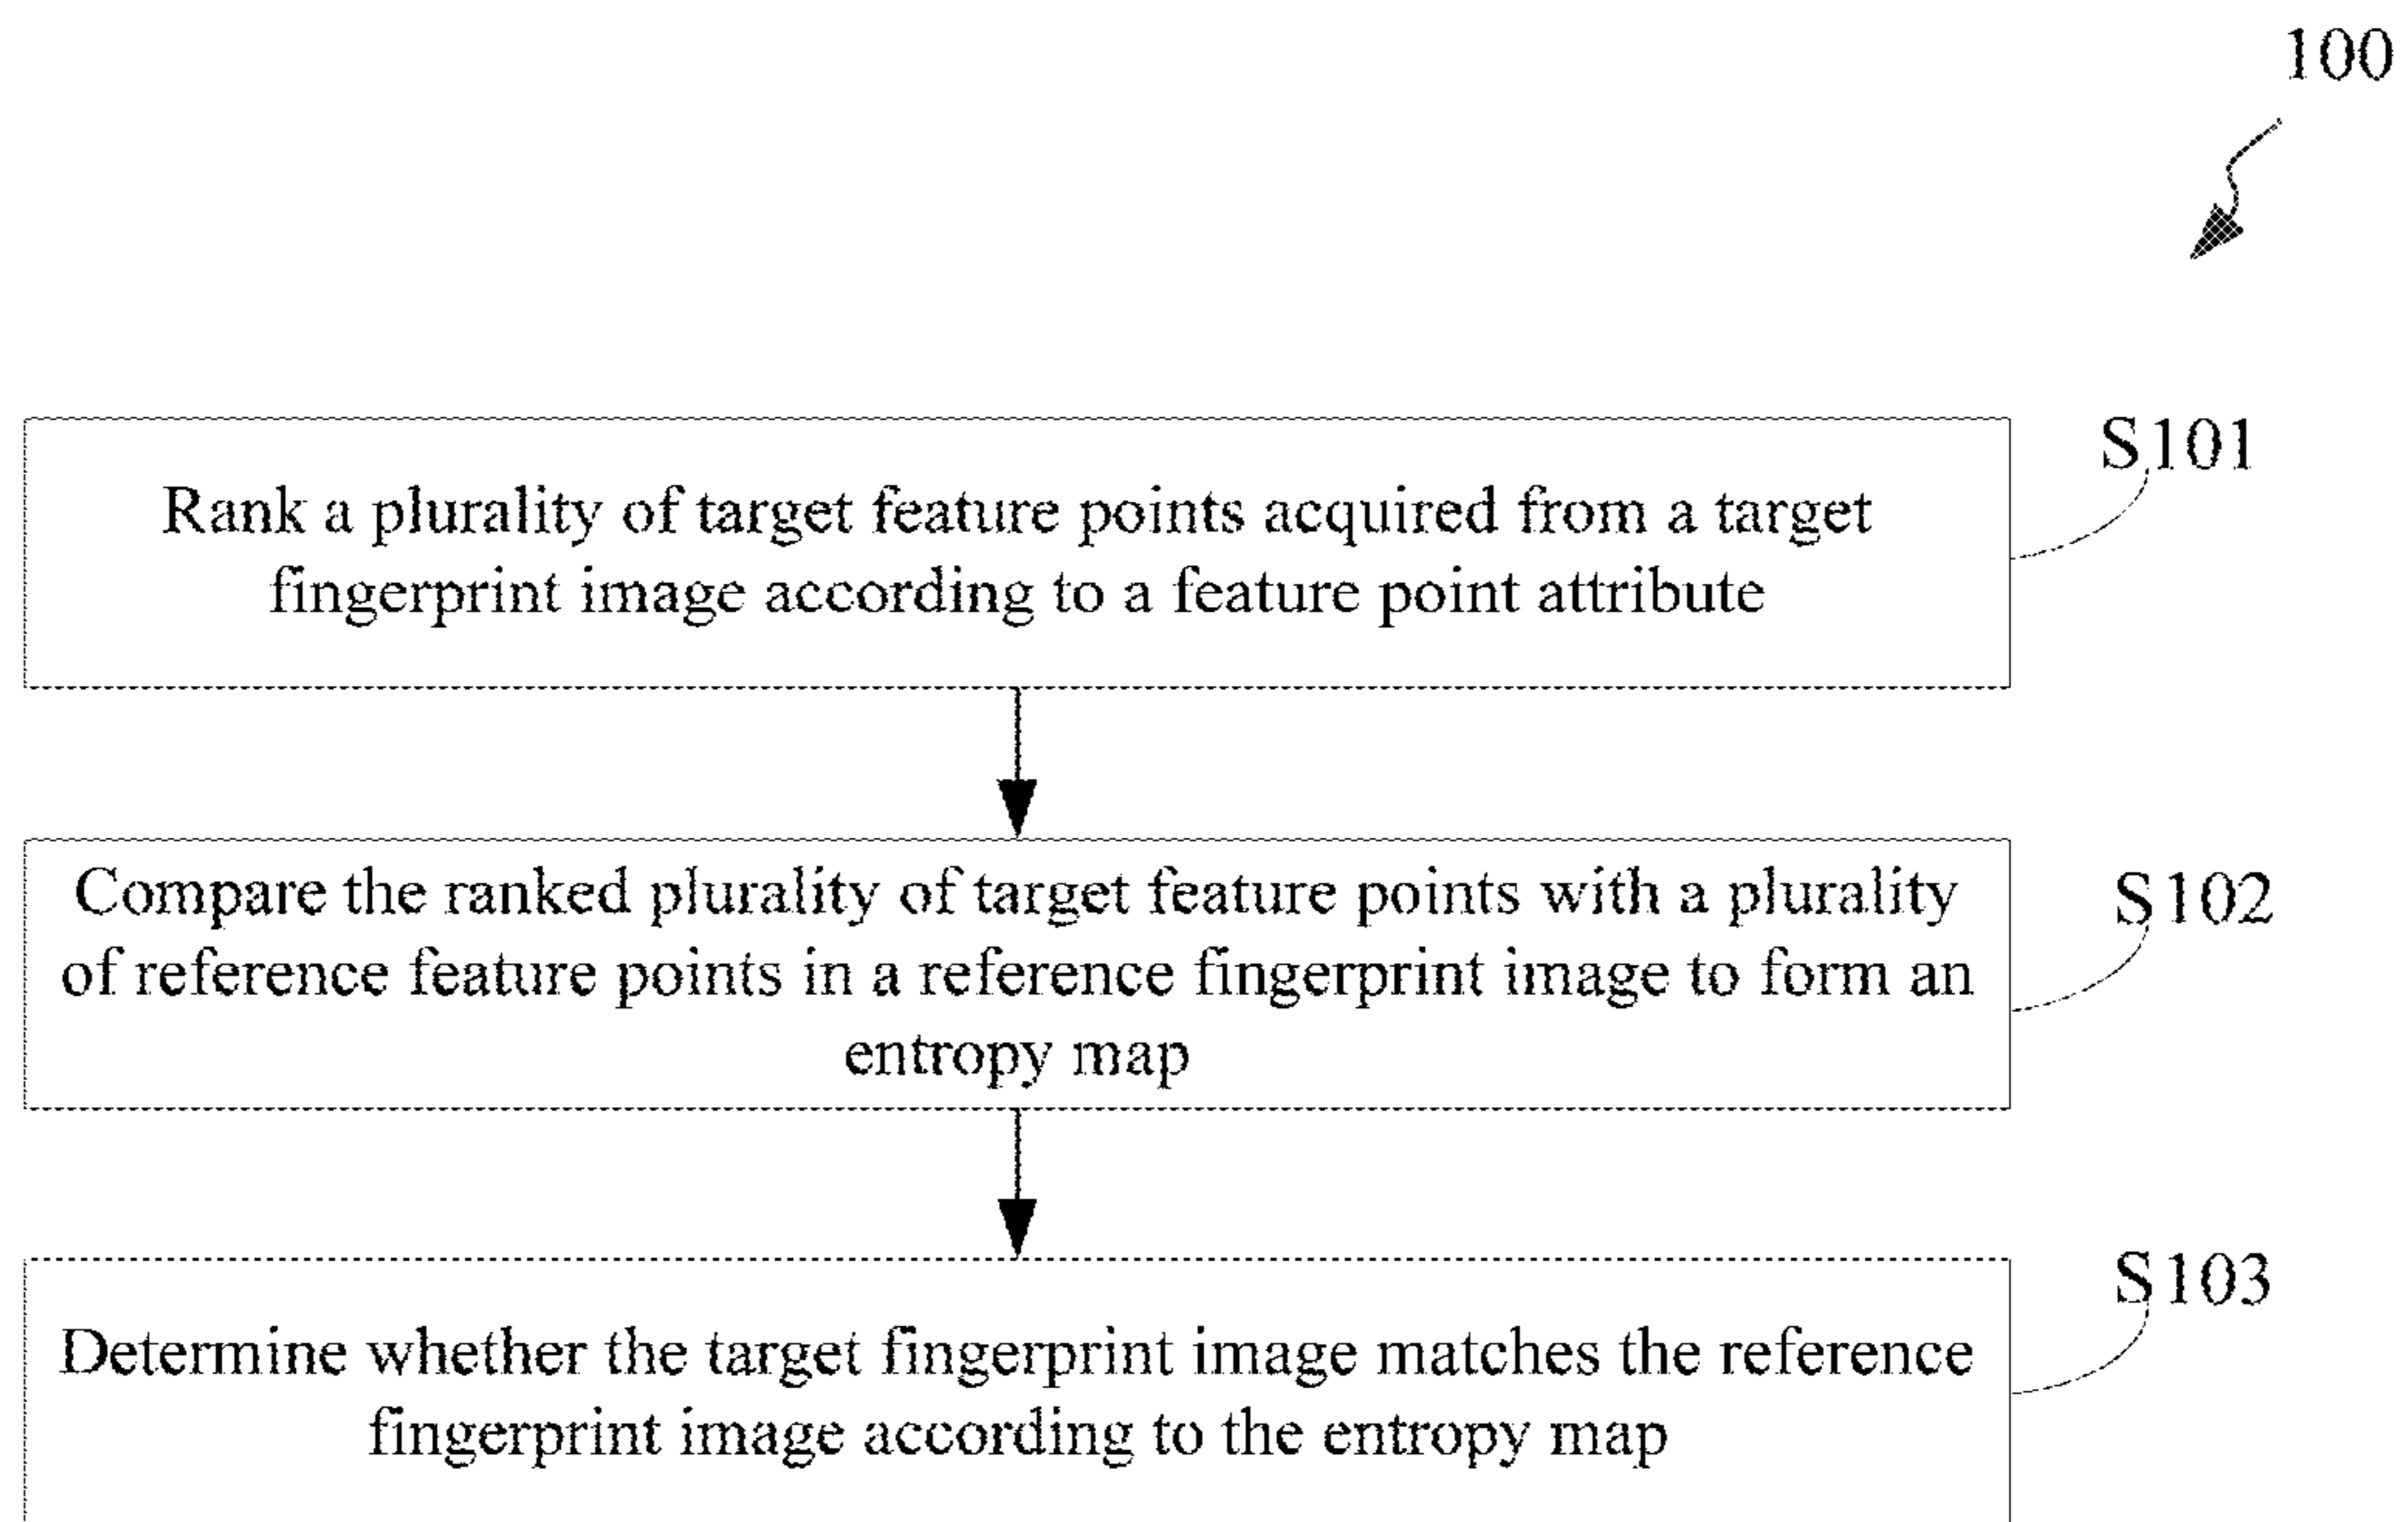 100
S101
Rank a plurality of target feature points acquired from a target
fingerprint image according to a feature point attribute
Compare the ranked plurality of target feature points with a plurality
S102
of reference feature points in a reference fingerprint image to form an
entropy map
S103
Determine whether the target fingerprint image matches the reference
fingerprint image according to the entropy map